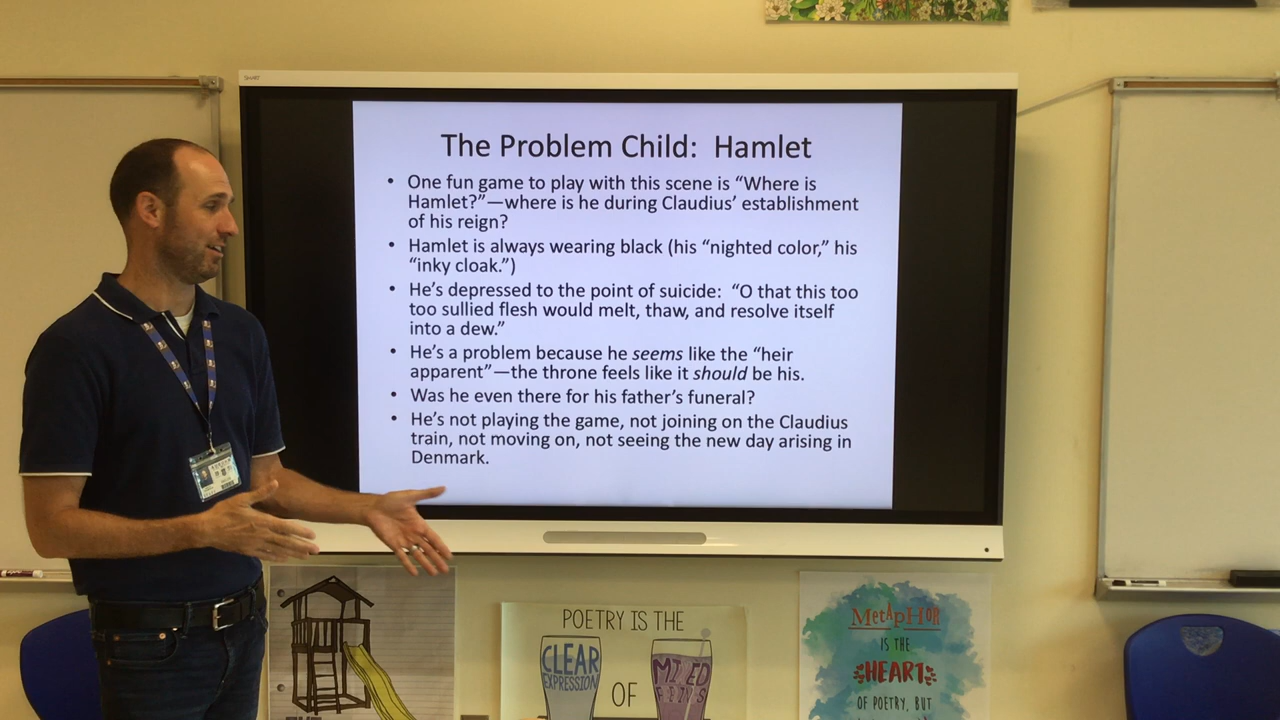 The Problem Child: Hamlet
• One fun game to play with this scene is “Where is
Hamlet?”—where is he during Claudius’ establishment
of his reign?
• Hamlet is always wearing black (his “nighted color,” his
“inky cloak.”)
• He’s depressed to the point of suicide: “O that this too
too sullied flesh would melt, thaw, and resolve itself
into a dew.”
• He’s a problem because he seems like the “heir
apparent”—the throne feels like it should be his.
• Was he even there for his father’s funeral?
• He’s not playing the game, not joining on the Claudius
train, not moving on, not seeing the new day arising in
Denmark.
POETRY IS THE
CLEAR
EXPRESSION
OF
MIXED
METAPHOR
IS THE
HEART
OF POETRY, BUT